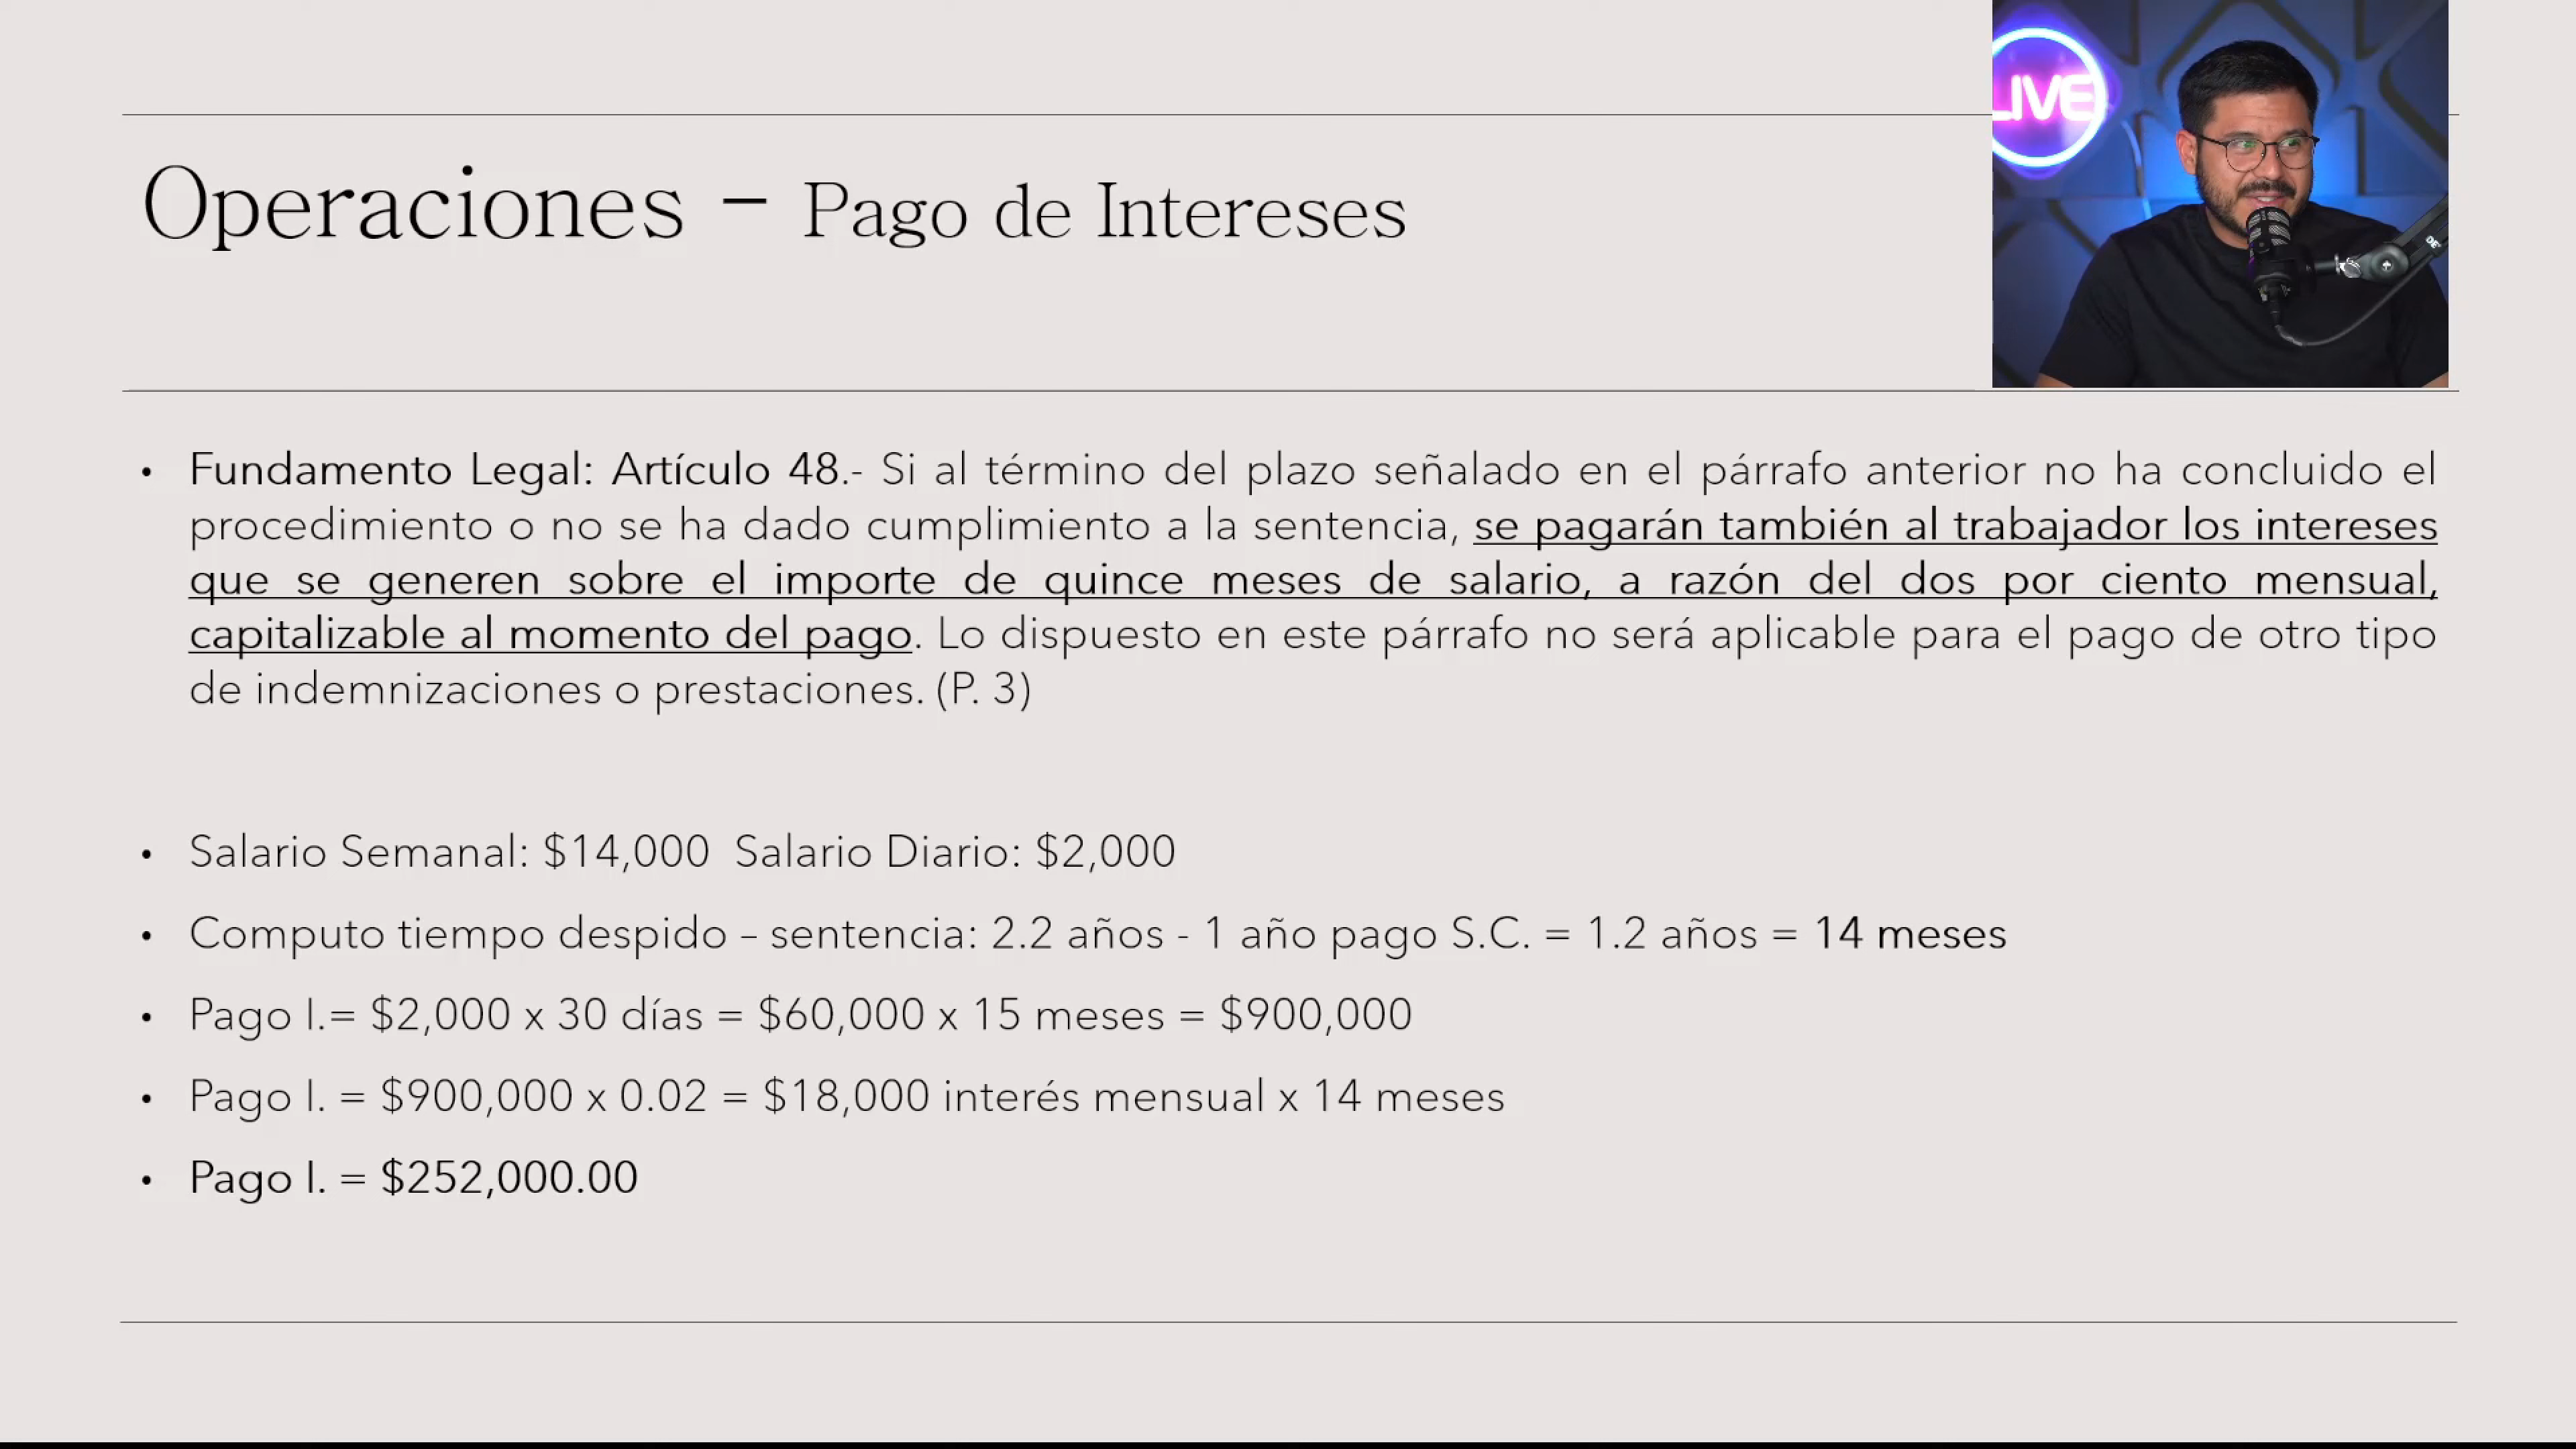 LIVE
Operaciones – Pago de Intereses
• Fundamento Legal: Artículo 48.- Si al término del plazo señalado en el párrafo anterior no ha concluido el
procedimiento o no se ha dado cumplimiento a la sentencia, se pagarán también al trabajador los intereses
que se generen sobre el importe de quince meses de salario, a razón del dos por ciento mensual,
capitalizable al momento del pago. Lo dispuesto en este párrafo no será aplicable para el pago de otro tipo
de indemnizaciones o prestaciones. (P. 3)
• Salario Semanal: $14,000 Salario Diario: $2,000
• Computo tiempo despido – sentencia: 2.2 años - 1 año pago S.C. = 1.2 años = 14 meses
• Pago I.= $2,000 x 30 días = $60,000 x 15 meses = $900,000
• Pago I. = $900,000 x 0.02 = $18,000 interés mensual x 14 meses
• Pago I. = $252,000.00